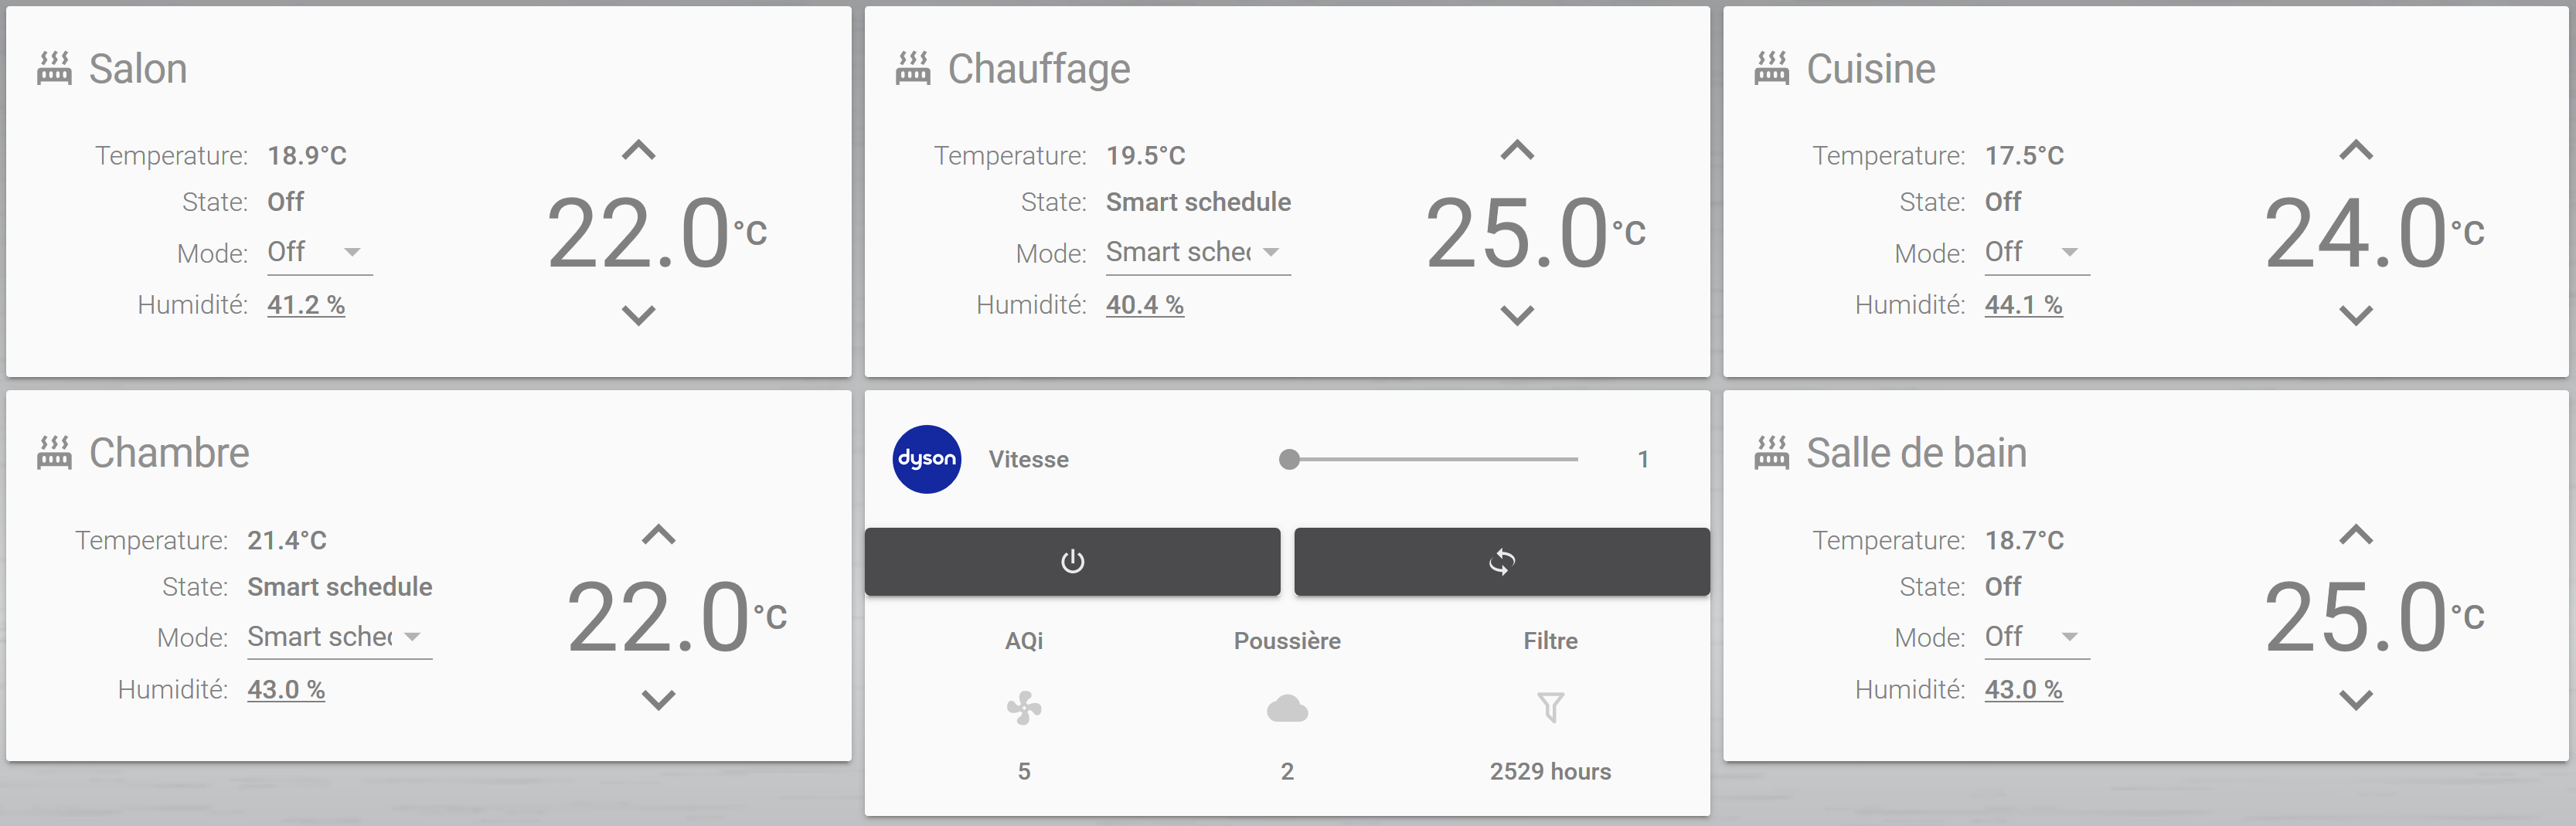 Salon
Temperature: 18.9°C
State: Off
Mode: Off
Humidité: 41.2 %
22.0 °C
Chauffage
Temperature: 19.5°C
State: Smart schedule
Mode: Smart sched
Humidité: 40.4 %
25.0 °C
Cuisine
Temperature: 17.5°C
State: Off
Mode: Off
Humidité: 44.1 %
24.0 °C
Chambre
Temperature: 21.4°C
State: Smart schedule
Mode: Smart sched
Humidité: 43.0 %
22.0 °C
dyson Vitesse 1
AQi Poussière Filtre
5 2 2529 hours
Salle de bain
Temperature: 18.7°C
State: Off
Mode: Off
Humidité: 43.0 %
25.0 °C